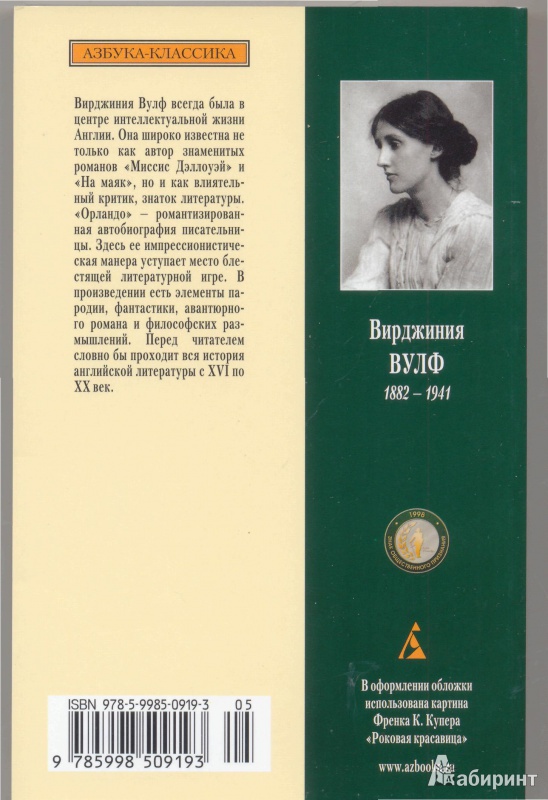 АЗБУКА-КЛАССИКА
Вирджиния Вулф всегда была в
центре интеллектуальной жизни
Англии. Она широко известна не
только как автор знаменитых
романов «Миссис Дэллоуэй» и
«На маяк», но и как влиятель-
ный критик, знаток литературы.
«Орландо» – романтизирован-
ная автобиография писательни-
цы. Здесь ее импрессионистиче-
ская манера уступает место бле-
стящей литературной игре. В
произведении есть элементы па-
родии, фантастики, авантюрно-
го романа и философских раз-
мышлений. Перед читателем
словно бы проходит вся история
английской литературы с XVI по
XX век.
Вирджиния
ВУЛФ
1882 – 1941
1998
ЗНАК ОБЩЕСТВЕННОГО ПРИЗНАНИЯ
В оформлении обложки
использована картина
Френка К. Купера
«Роковая красавица»
www.azbooka.ru
ISBN 978-5-9985-0919-3
05
9 785998 509193
Лабиринт